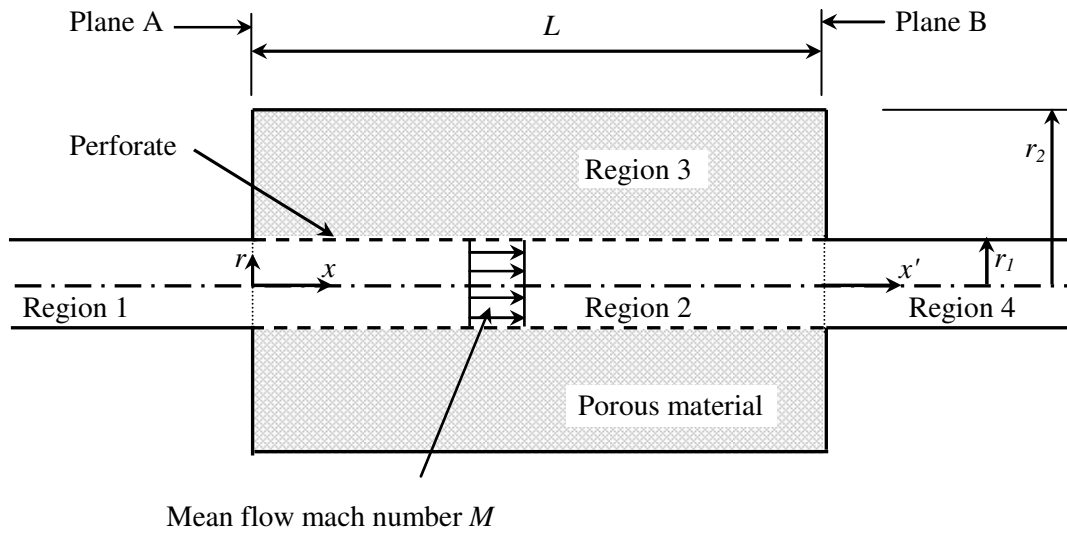 Plane A
L
Plane B
Perforate
Region 3
r₂
r
x
x′
r₁
Region 1
Region 2
Region 4
Porous material
Mean flow mach number M